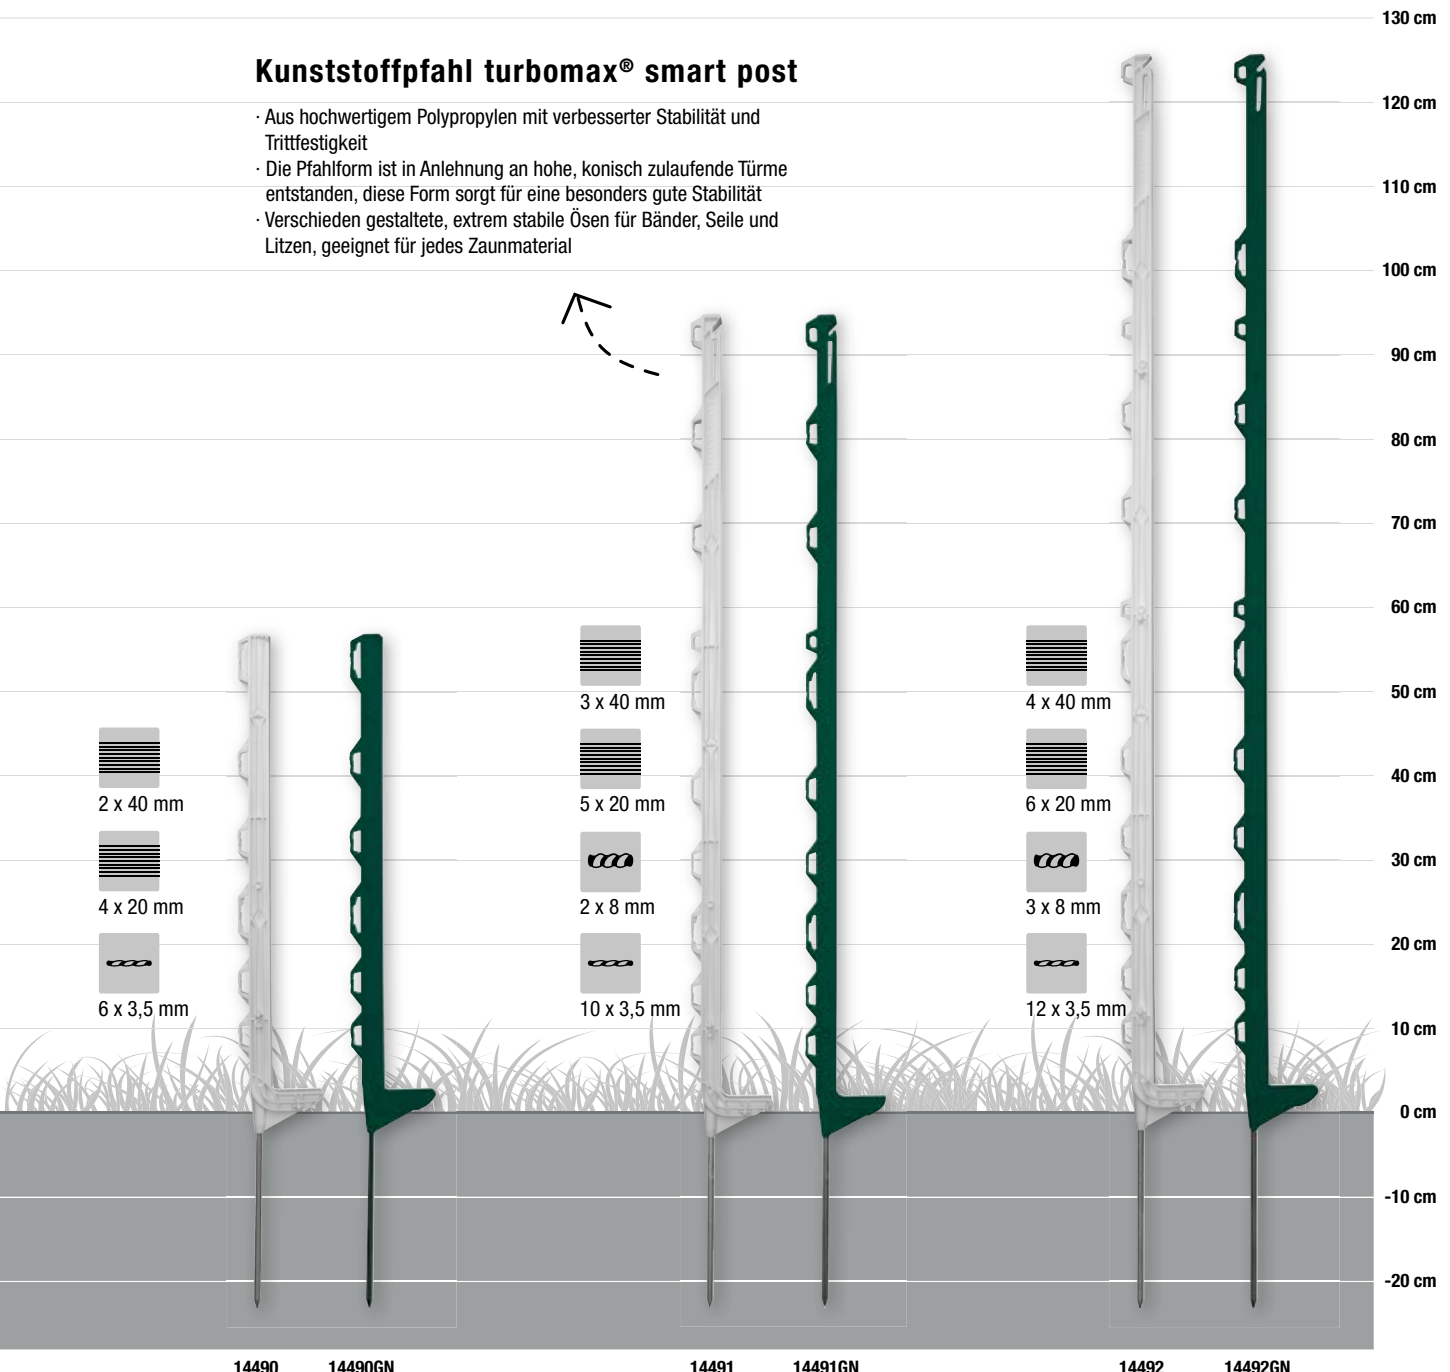 Kunststoffpfahl turbomax® smart post
· Aus hochwertigem Polypropylen mit verbesserter Stabilität und
Trittfestigkeit
· Die Pfahlform ist in Anlehnung an hohe, konisch zulaufende Türme
entstanden, diese Form sorgt für eine besonders gute Stabilität
· Verschieden gestaltete, extrem stabile Ösen für Bänder, Seile und
Litzen, geeignet für jedes Zaunmaterial
130 cm
120 cm
110 cm
100 cm
90 cm
80 cm
70 cm
60 cm
50 cm
40 cm
30 cm
20 cm
10 cm
0 cm
-10 cm
-20 cm
2 x 40 mm
4 x 20 mm
6 x 3,5 mm
3 x 40 mm
5 x 20 mm
2 x 8 mm
10 x 3,5 mm
4 x 40 mm
6 x 20 mm
3 x 8 mm
12 x 3,5 mm
14490 14490GN 14491 14491GN 14492 14492GN